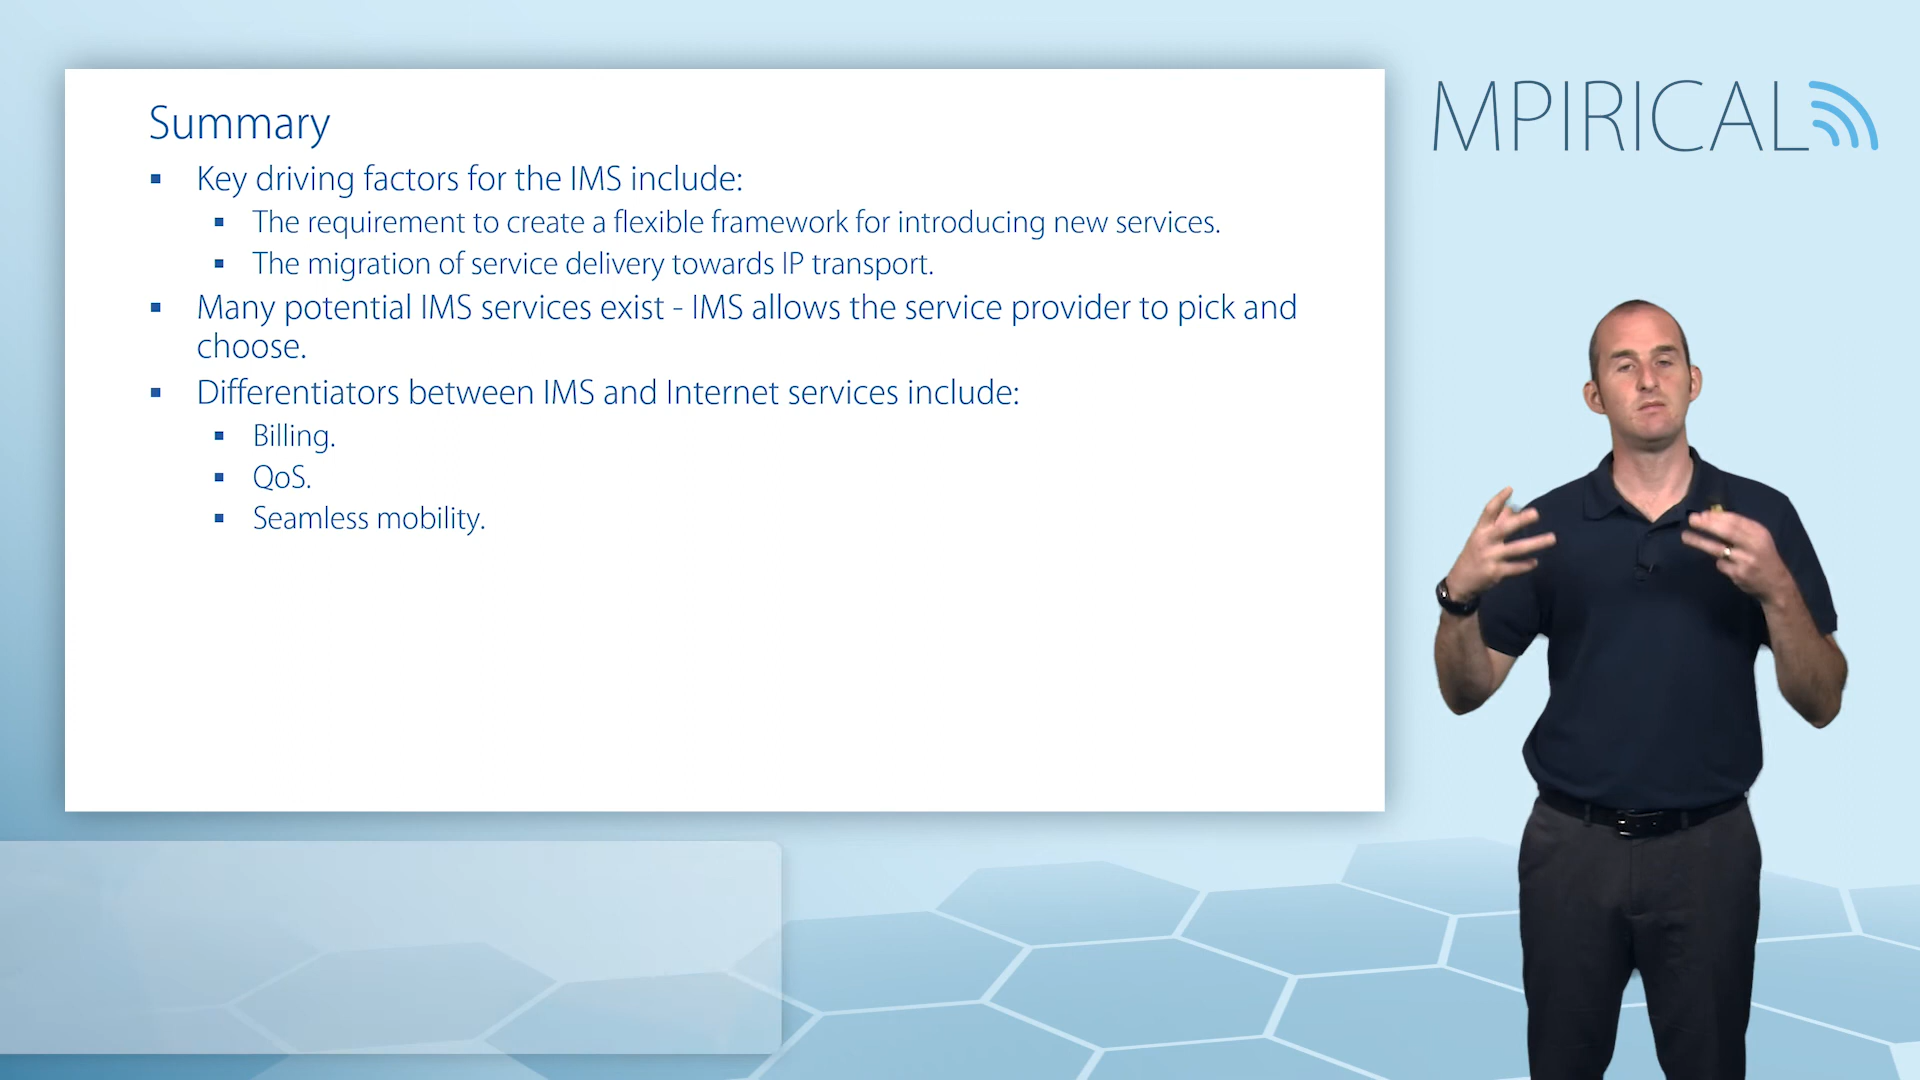 Summary
Key driving factors for the IMS include:
The requirement to create a flexible framework for introducing new services.
The migration of service delivery towards IP transport.
Many potential IMS services exist - IMS allows the service provider to pick and
choose.
Differentiators between IMS and Internet services include:
Billing.
QoS.
Seamless mobility.
MPIRICAL